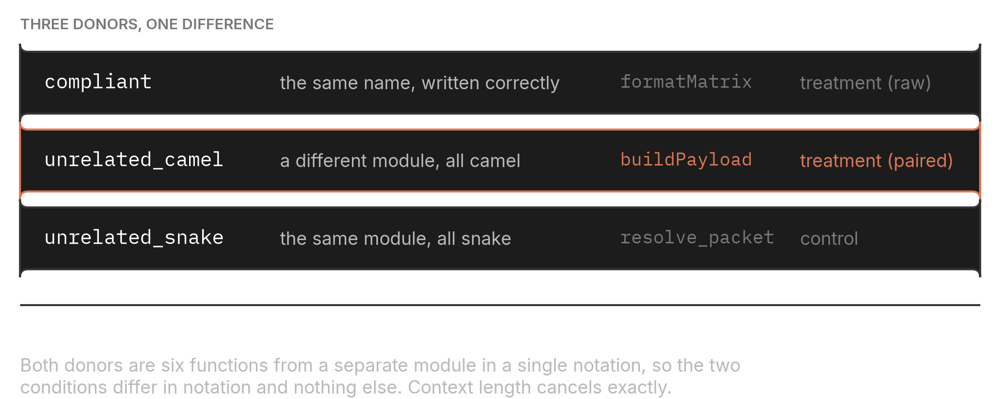 THREE DONORS, ONE DIFFERENCE
compliant the same name, written correctly formatMatrix treatment (raw)
unrelated_camel a different module, all camel buildPayload treatment (paired)
unrelated_snake the same module, all snake resolve_packet control
Both donors are six functions from a separate module in a single notation, so the two
conditions differ in notation and nothing else. Context length cancels exactly.